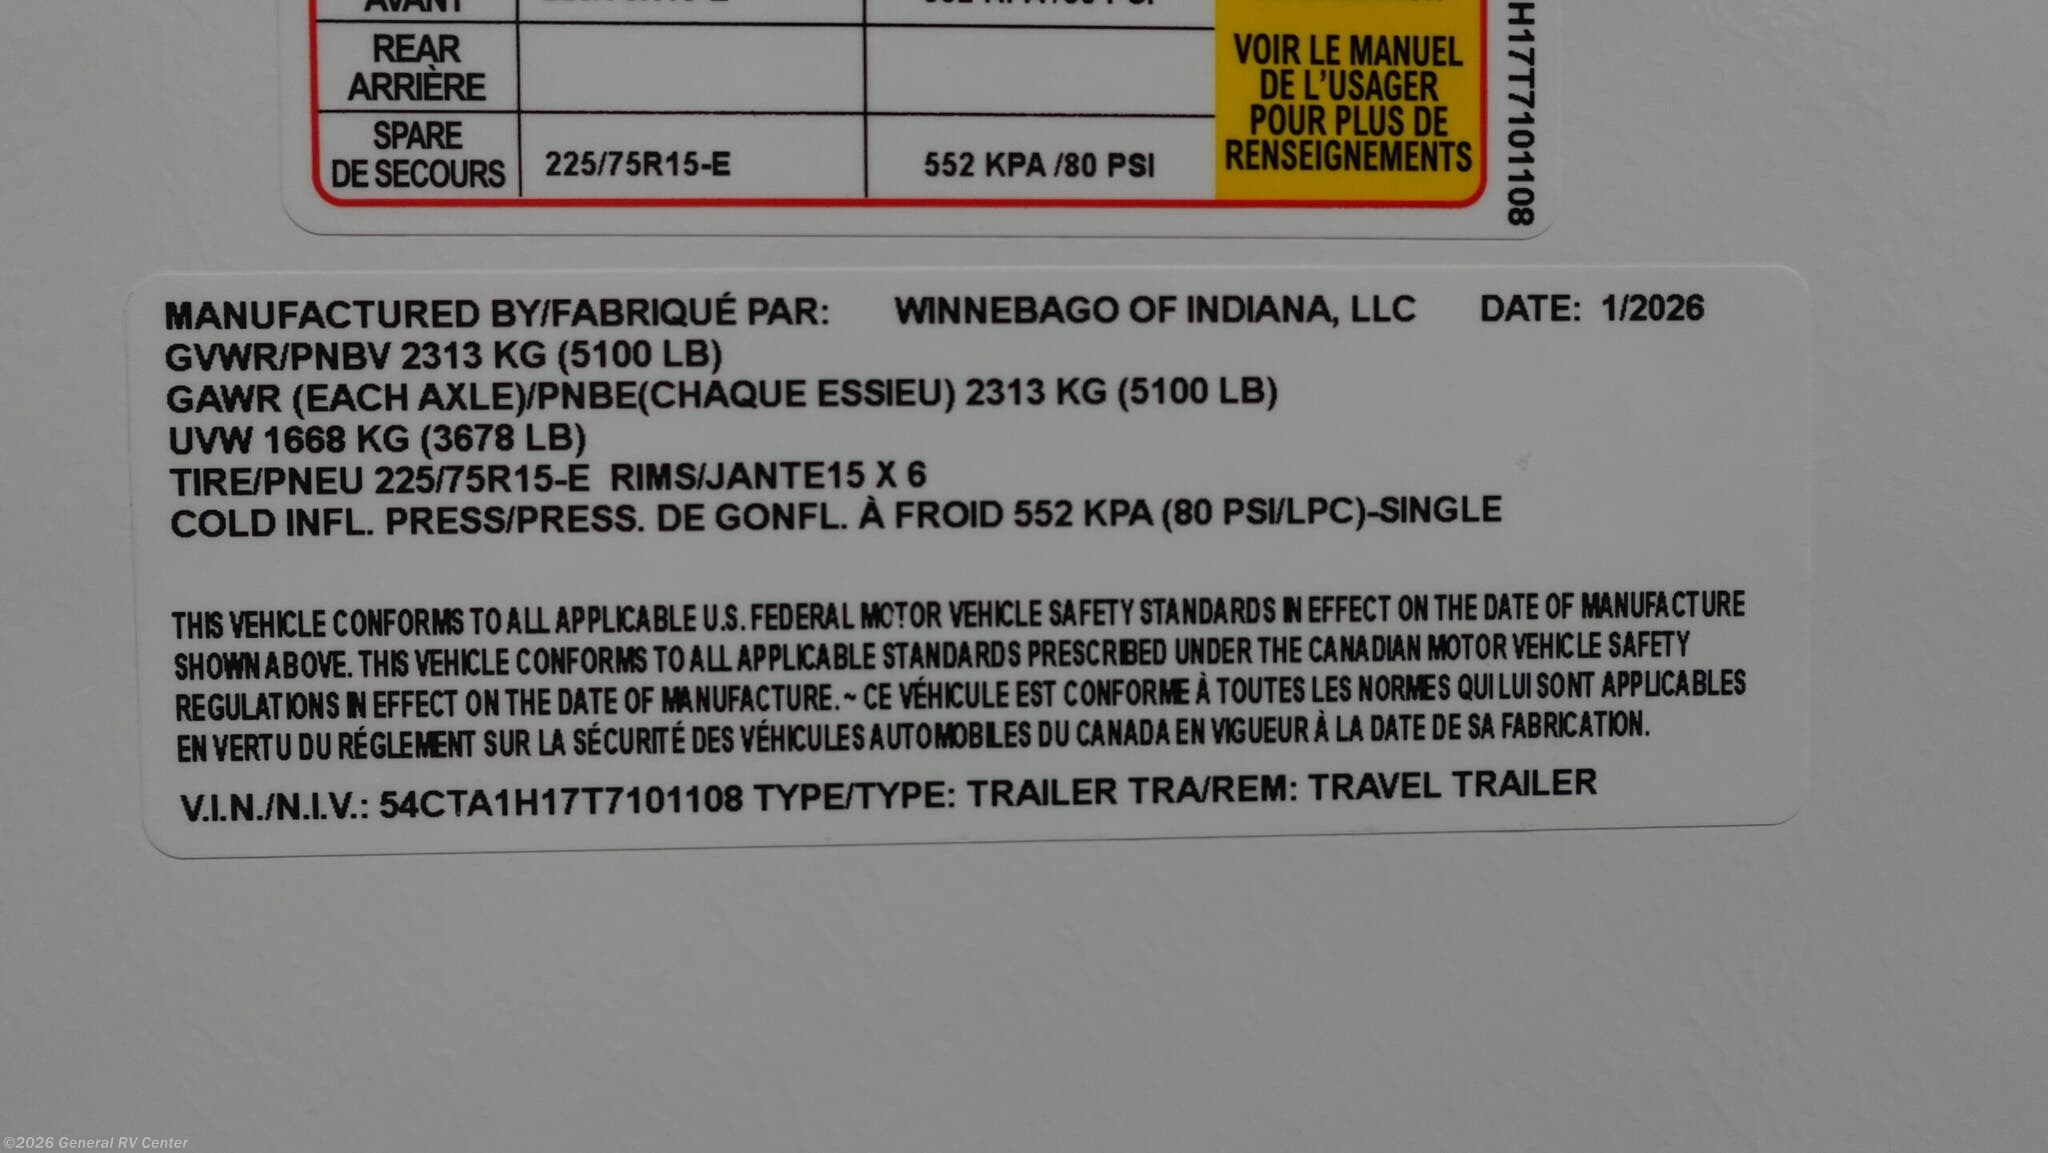 AVANT
REAR
ARRIÈRE
SPARE
DE SECOURS
225/75R15-E
552 KPA /80 PSI
VOIR LE MANUEL
DE L'USAGER
POUR PLUS DE
RENSEIGNEMENTS
H17T7101108
MANUFACTURED BY/FABRIQUÉ PAR: WINNEBAGO OF INDIANA, LLC DATE: 1/2026
GVWR/PNBV 2313 KG (5100 LB)
GAWR (EACH AXLE)/PNBE(CHAQUE ESSIEU) 2313 KG (5100 LB)
UVW 1668 KG (3678 LB)
TIRE/PNEU 225/75R15-E RIMS/JANTE15 X 6
COLD INFL. PRESS/PRESS. DE GONFL. À FROID 552 KPA (80 PSI/LPC)-SINGLE
THIS VEHICLE CONFORMS TO ALL APPLICABLE U.S. FEDERAL MOTOR VEHICLE SAFETY STANDARDS IN EFFECT ON THE DATE OF MANUFACTURE
SHOWN ABOVE. THIS VEHICLE CONFORMS TO ALL APPLICABLE STANDARDS PRESCRIBED UNDER THE CANADIAN MOTOR VEHICLE SAFETY
REGULATIONS IN EFFECT ON THE DATE OF MANUFACTURE. ~ CE VÉHICULE EST CONFORME À TOUTES LES NORMES QUI LUI SONT APPLICABLES
EN VERTU DU RÉGLEMENT SUR LA SÉCURITÉ DES VÉHICULES AUTOMOBILES DU CANADA EN VIGUEUR À LA DATE DE SA FABRICATION.
V.I.N./N.I.V.: 54CTA1H17T7101108 TYPE/TYPE: TRAILER TRA/REM: TRAVEL TRAILER
©2026 General RV Center